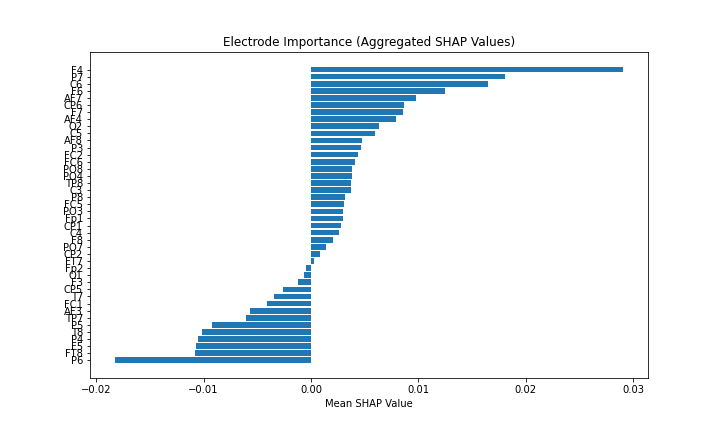 Electrode Importance (Aggregated SHAP Values)
F4
P7
C6
F6
AF7
CP6
F7
AF4
O2
C5
AF8
P3
FC2
FC6
PO8
PO4
TP8
C3
P8
FC5
PO3
Fp1
CP1
C4
F8
PO7
CP2
FT7
Fp2
O1
F3
CP5
T7
FC1
AF3
TP7
P5
T8
P4
F5
FT8
P6
−0.02 −0.01 0.00 0.01 0.02 0.03
Mean SHAP Value